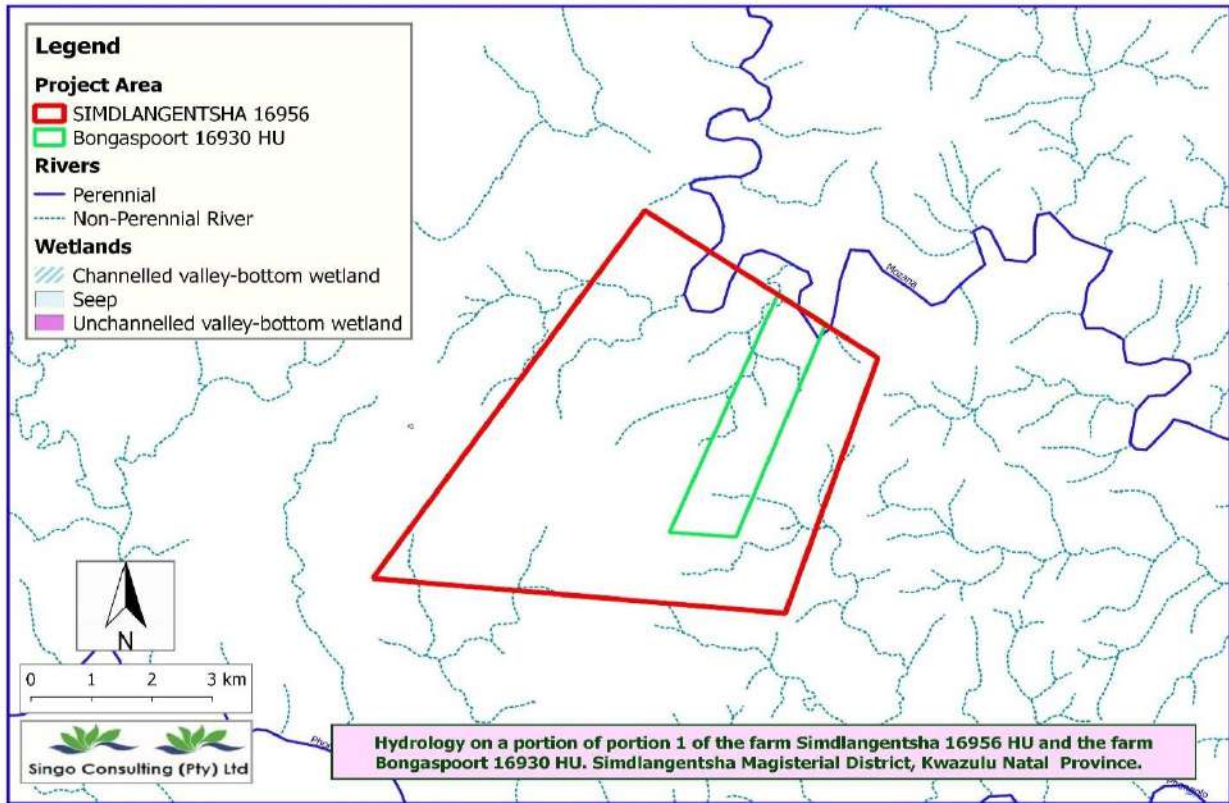 Legend
Project Area
SIMDLANGENTSHA 16956
Bongaspoort 16930 HU
Rivers
Perennial
Non-Perennial River
Wetlands
Channelled valley-bottom wetland
Seep
Unchannelled valley-bottom wetland
Mozana
N
0 1 2 3 km
Singo Consulting (Pty) Ltd
Hydrology on a portion of portion 1 of the farm Simdlangentsha 16956 HU and the farm
Bongaspoort 16930 HU. Simdlangentsha Magisterial District, Kwazulu Natal Province.